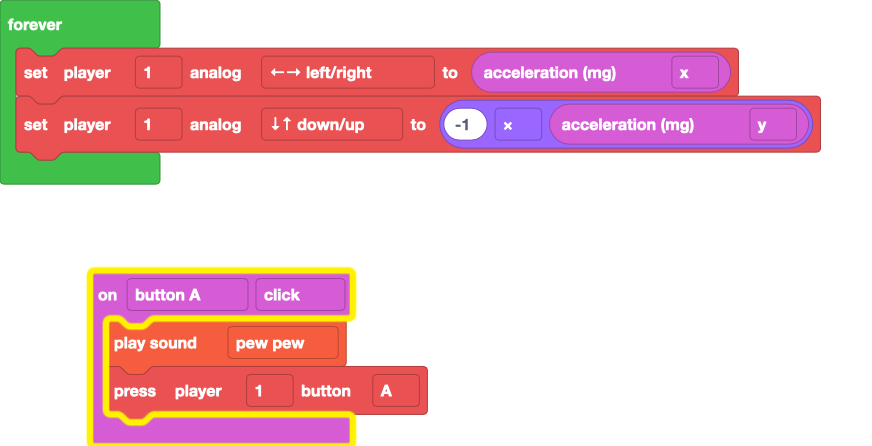 forever
set player 1 analog ←→ left/right to acceleration (mg) x
set player 1 analog ↓↑ down/up to -1 × acceleration (mg) y
on button A click
play sound pew pew
press player 1 button A